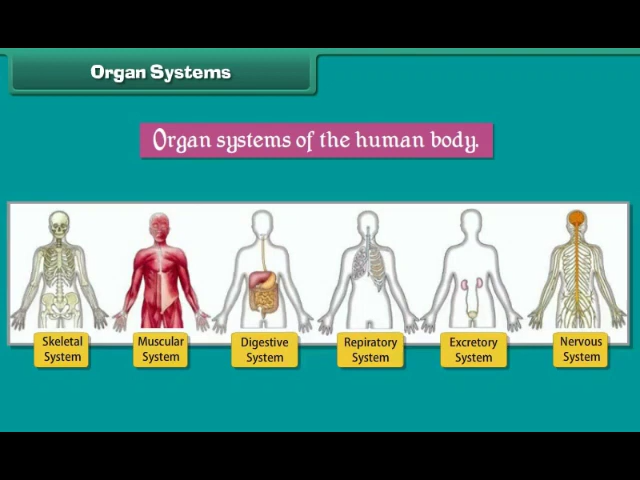 Organ Systems
Organ systems of the human body.
Skeletal
System
Muscular
System
Digestive
System
Repiratory
System
Excretory
System
Nervous
System